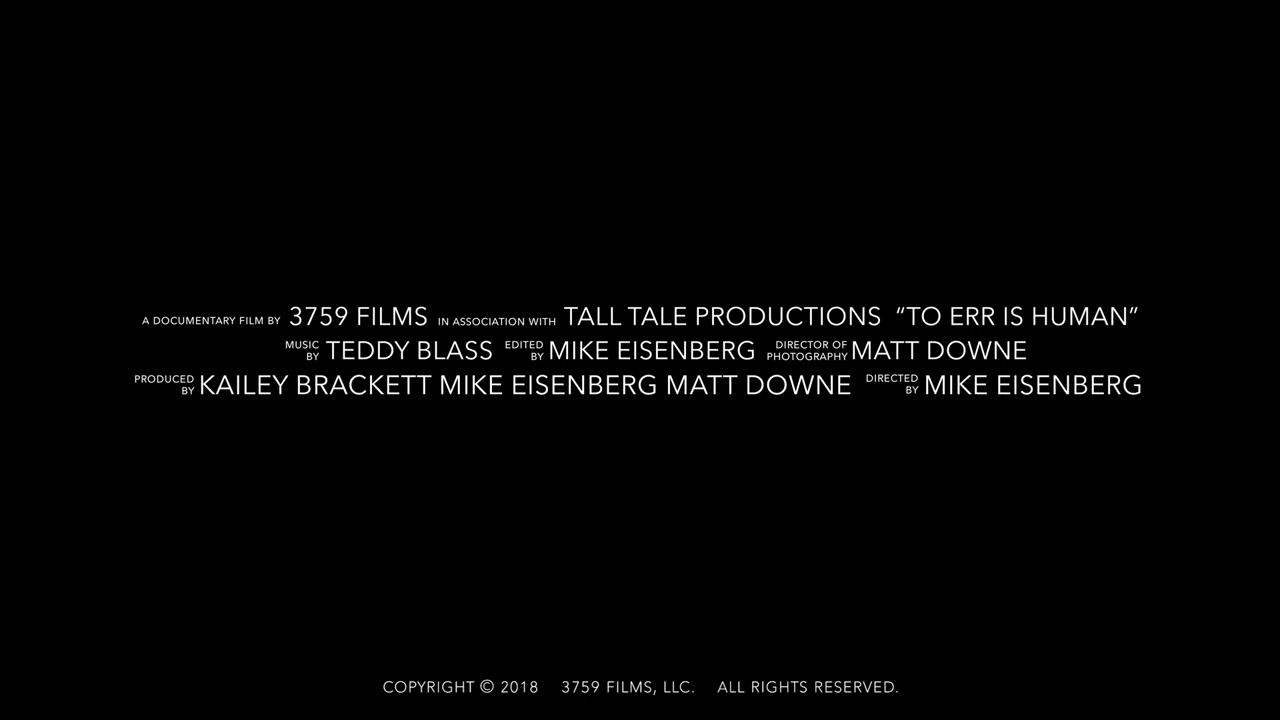 A DOCUMENTARY FILM BY 3759 FILMS IN ASSOCIATION WITH TALL TALE PRODUCTIONS “TO ERR IS HUMAN”
MUSIC BY TEDDY BLASS EDITED BY MIKE EISENBERG DIRECTOR OF PHOTOGRAPHY MATT DOWNE
PRODUCED BY KAILEY BRACKETT MIKE EISENBERG MATT DOWNE DIRECTED BY MIKE EISENBERG
COPYRIGHT © 2018 3759 FILMS, LLC. ALL RIGHTS RESERVED.